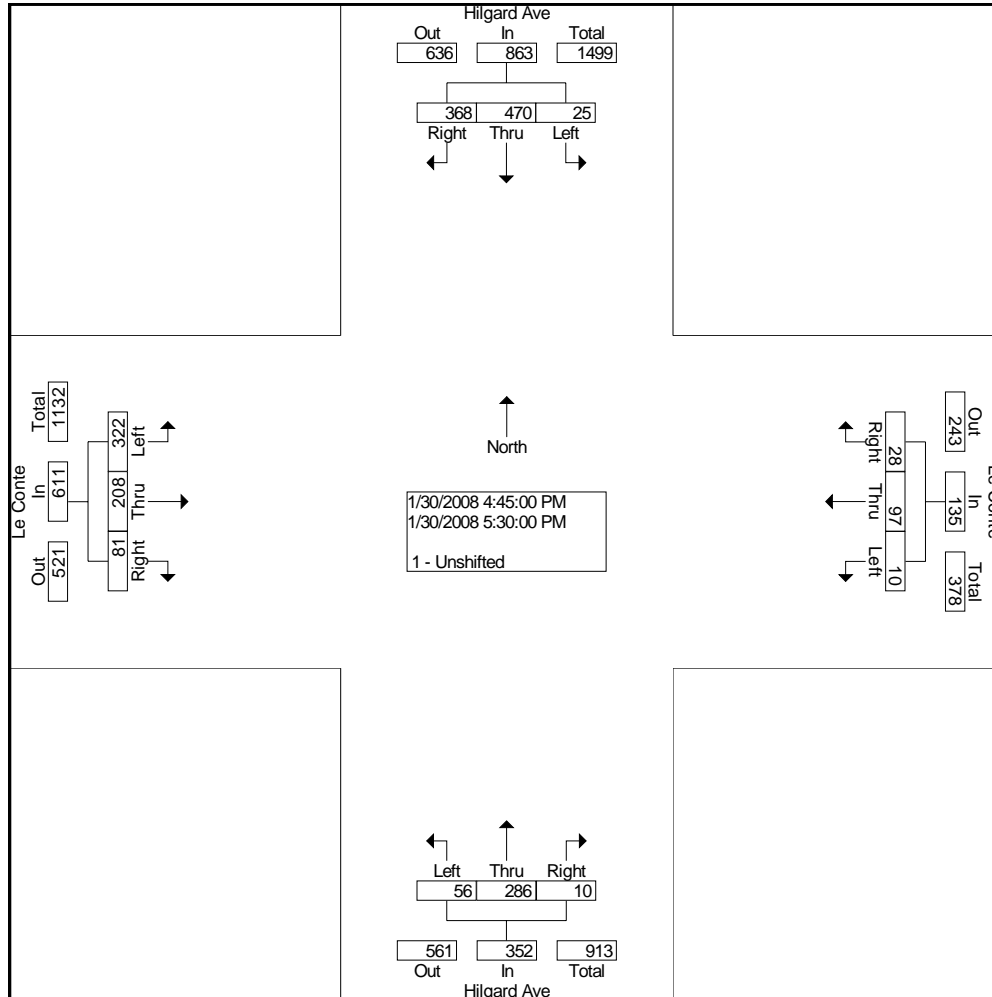 Hilgard Ave
Out In Total
636 863 1499
368 470 25
Right Thru Left
Le Conte
Total In Out
1132 611 521
322 208 81
Left Thru Right
North
1/30/2008 4:45:00 PM
1/30/2008 5:30:00 PM
1 - Unshifted
Right Thru Left
28 97 10
Out In Total
243 135 378
Left Thru Right
56 286 10
561 352 913
Out In Total
Hilgard Ave